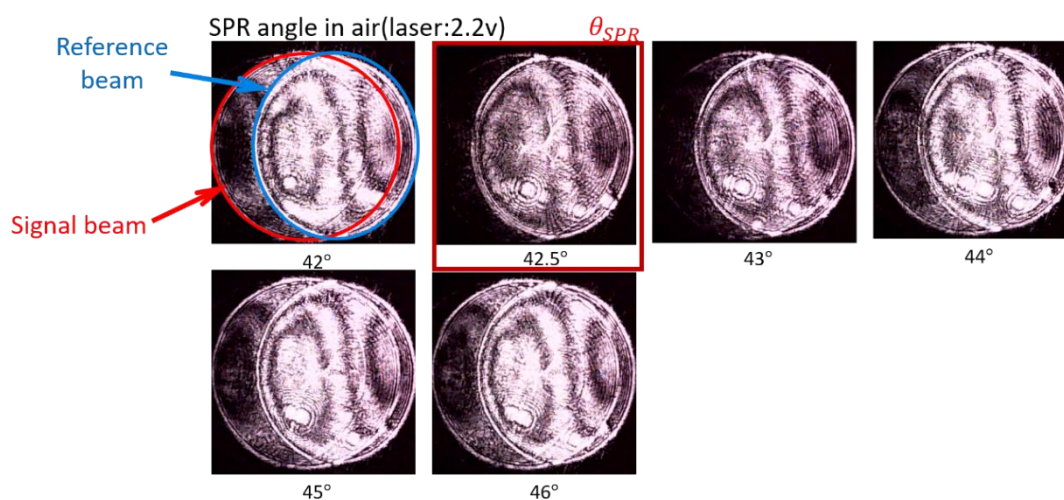 SPR angle in air(laser:2.2v)
θSPR
Reference
beam
Signal beam
42°
42.5°
43°
44°
45°
46°